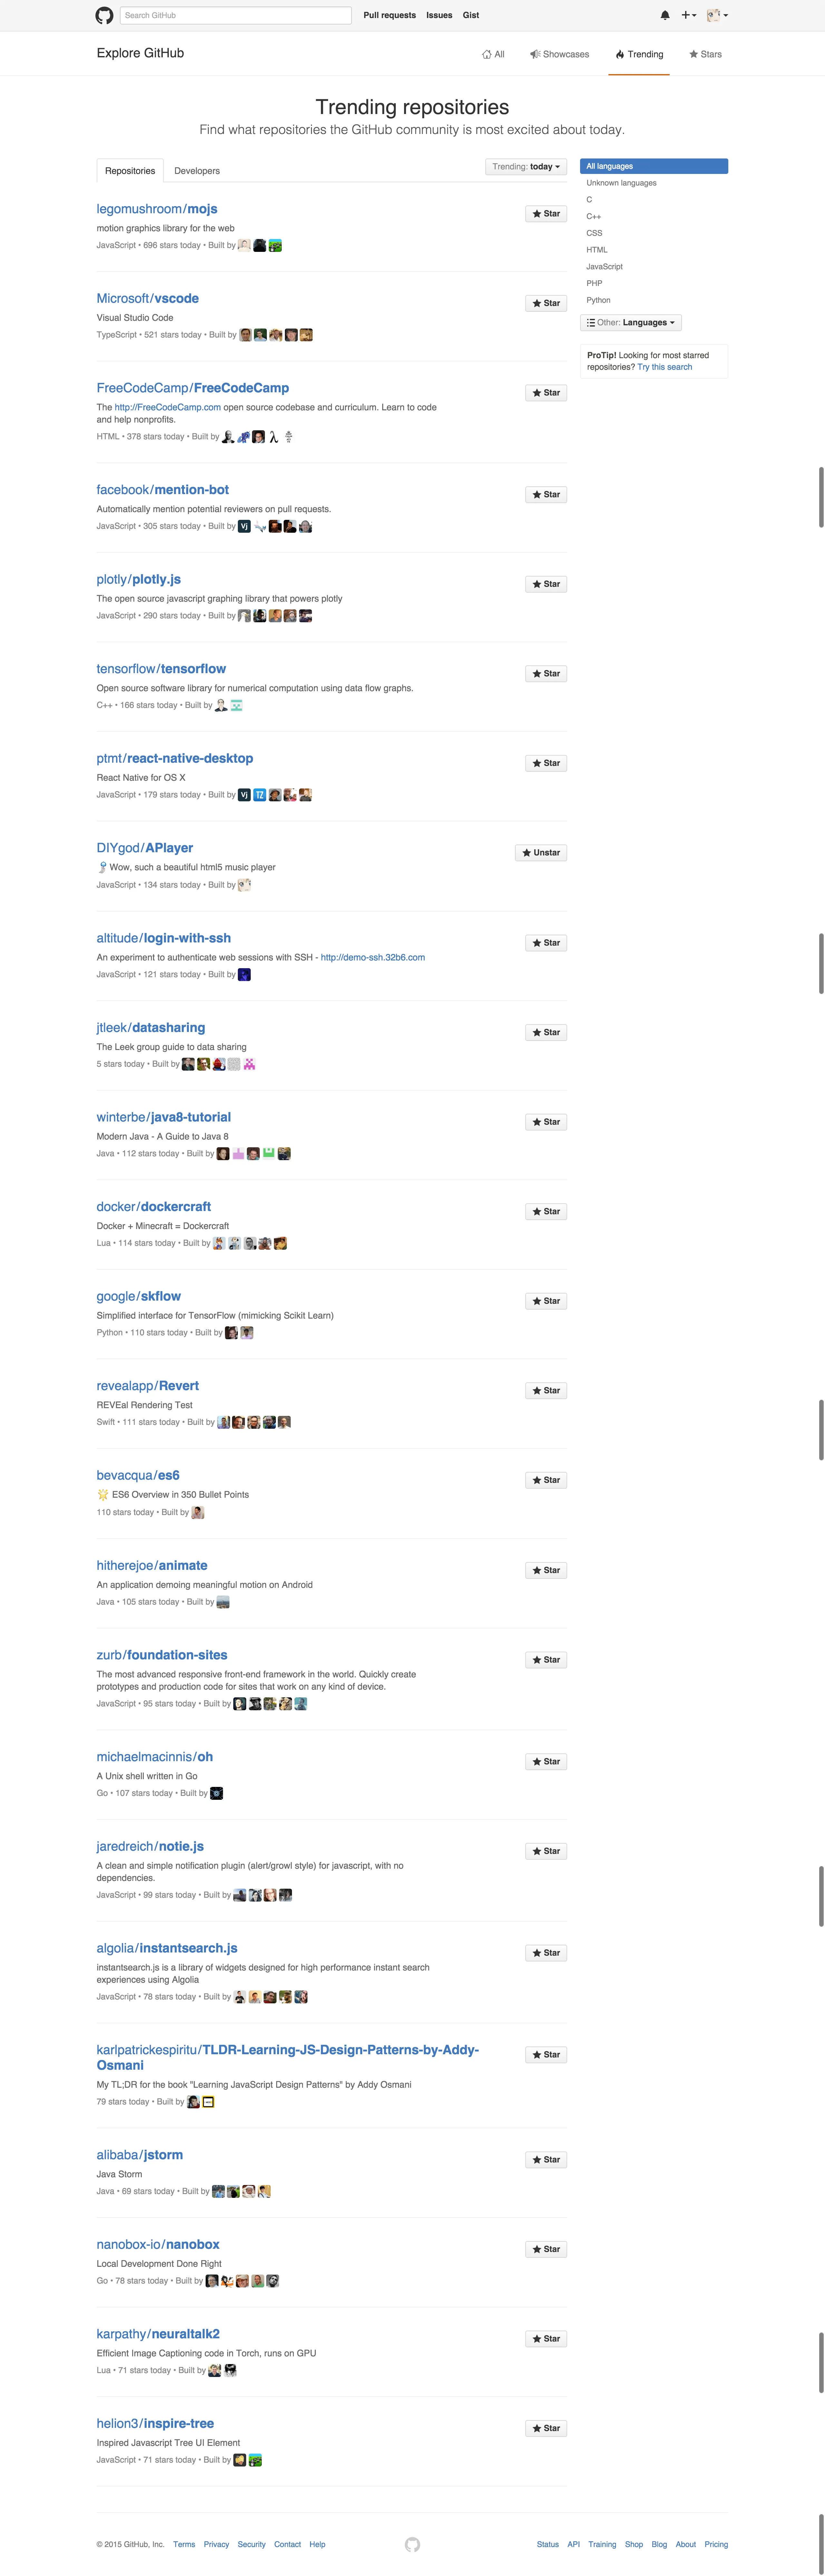 Search GitHub
Pull requests Issues Gist
Explore GitHub
All Showcases Trending Stars
Trending repositories
Find what repositories the GitHub community is most excited about today.
Repositories Developers
Trending: today
legomushroom/mojs
Star
motion graphics library for the web
JavaScript • 696 stars today • Built by
Microsoft/vscode
Star
Visual Studio Code
TypeScript • 521 stars today • Built by
FreeCodeCamp/FreeCodeCamp
Star
The http://FreeCodeCamp.com open source codebase and curriculum. Learn to code
and help nonprofits.
HTML • 378 stars today • Built by
facebook/mention-bot
Star
Automatically mention potential reviewers on pull requests.
JavaScript • 305 stars today • Built by
plotly/plotly.js
Star
The open source javascript graphing library that powers plotly
JavaScript • 290 stars today • Built by
tensorflow/tensorflow
Star
Open source software library for numerical computation using data flow graphs.
C++ • 166 stars today • Built by
ptmt/react-native-desktop
Star
React Native for OS X
JavaScript • 179 stars today • Built by
DIYgod/APlayer
Unstar
Wow, such a beautiful html5 music player
JavaScript • 134 stars today • Built by
altitude/login-with-ssh
Star
An experiment to authenticate web sessions with SSH - http://demo-ssh.32b6.com
JavaScript • 121 stars today • Built by
jtleek/datasharing
Star
The Leek group guide to data sharing
5 stars today • Built by
winterbe/java8-tutorial
Star
Modern Java - A Guide to Java 8
Java • 112 stars today • Built by
docker/dockercraft
Star
Docker + Minecraft = Dockercraft
Lua • 114 stars today • Built by
google/skflow
Star
Simplified interface for TensorFlow (mimicking Scikit Learn)
Python • 110 stars today • Built by
revealapp/Revert
Star
REVEal Rendering Test
Swift • 111 stars today • Built by
bevacqua/es6
Star
ES6 Overview in 350 Bullet Points
110 stars today • Built by
hitherejoe/animate
Star
An application demoing meaningful motion on Android
Java • 105 stars today • Built by
zurb/foundation-sites
Star
The most advanced responsive front-end framework in the world. Quickly create
prototypes and production code for sites that work on any kind of device.
JavaScript • 95 stars today • Built by
michaelmacinnis/oh
Star
A Unix shell written in Go
Go • 107 stars today • Built by
jaredreich/notie.js
Star
A clean and simple notification plugin (alert/growl style) for javascript, with no
dependencies.
JavaScript • 99 stars today • Built by
algolia/instantsearch.js
Star
instantsearch.js is a library of widgets designed for high performance instant search
experiences using Algolia
JavaScript • 78 stars today • Built by
karlpatrickespiritu/TLDR-Learning-JS-Design-Patterns-by-Addy-
Osmani
Star
My TL;DR for the book "Learning JavaScript Design Patterns" by Addy Osmani
79 stars today • Built by
alibaba/jstorm
Star
Java Storm
Java • 69 stars today • Built by
nanobox-io/nanobox
Star
Local Development Done Right
Go • 78 stars today • Built by
karpathy/neuraltalk2
Star
Efficient Image Captioning code in Torch, runs on GPU
Lua • 71 stars today • Built by
helion3/inspire-tree
Star
Inspired Javascript Tree UI Element
JavaScript • 71 stars today • Built by
All languages
Unknown languages
C
C++
CSS
HTML
JavaScript
PHP
Python
Other: Languages
ProTip! Looking for most starred
repositories? Try this search
© 2015 GitHub, Inc. Terms Privacy Security Contact Help
Status API Training Shop Blog About Pricing